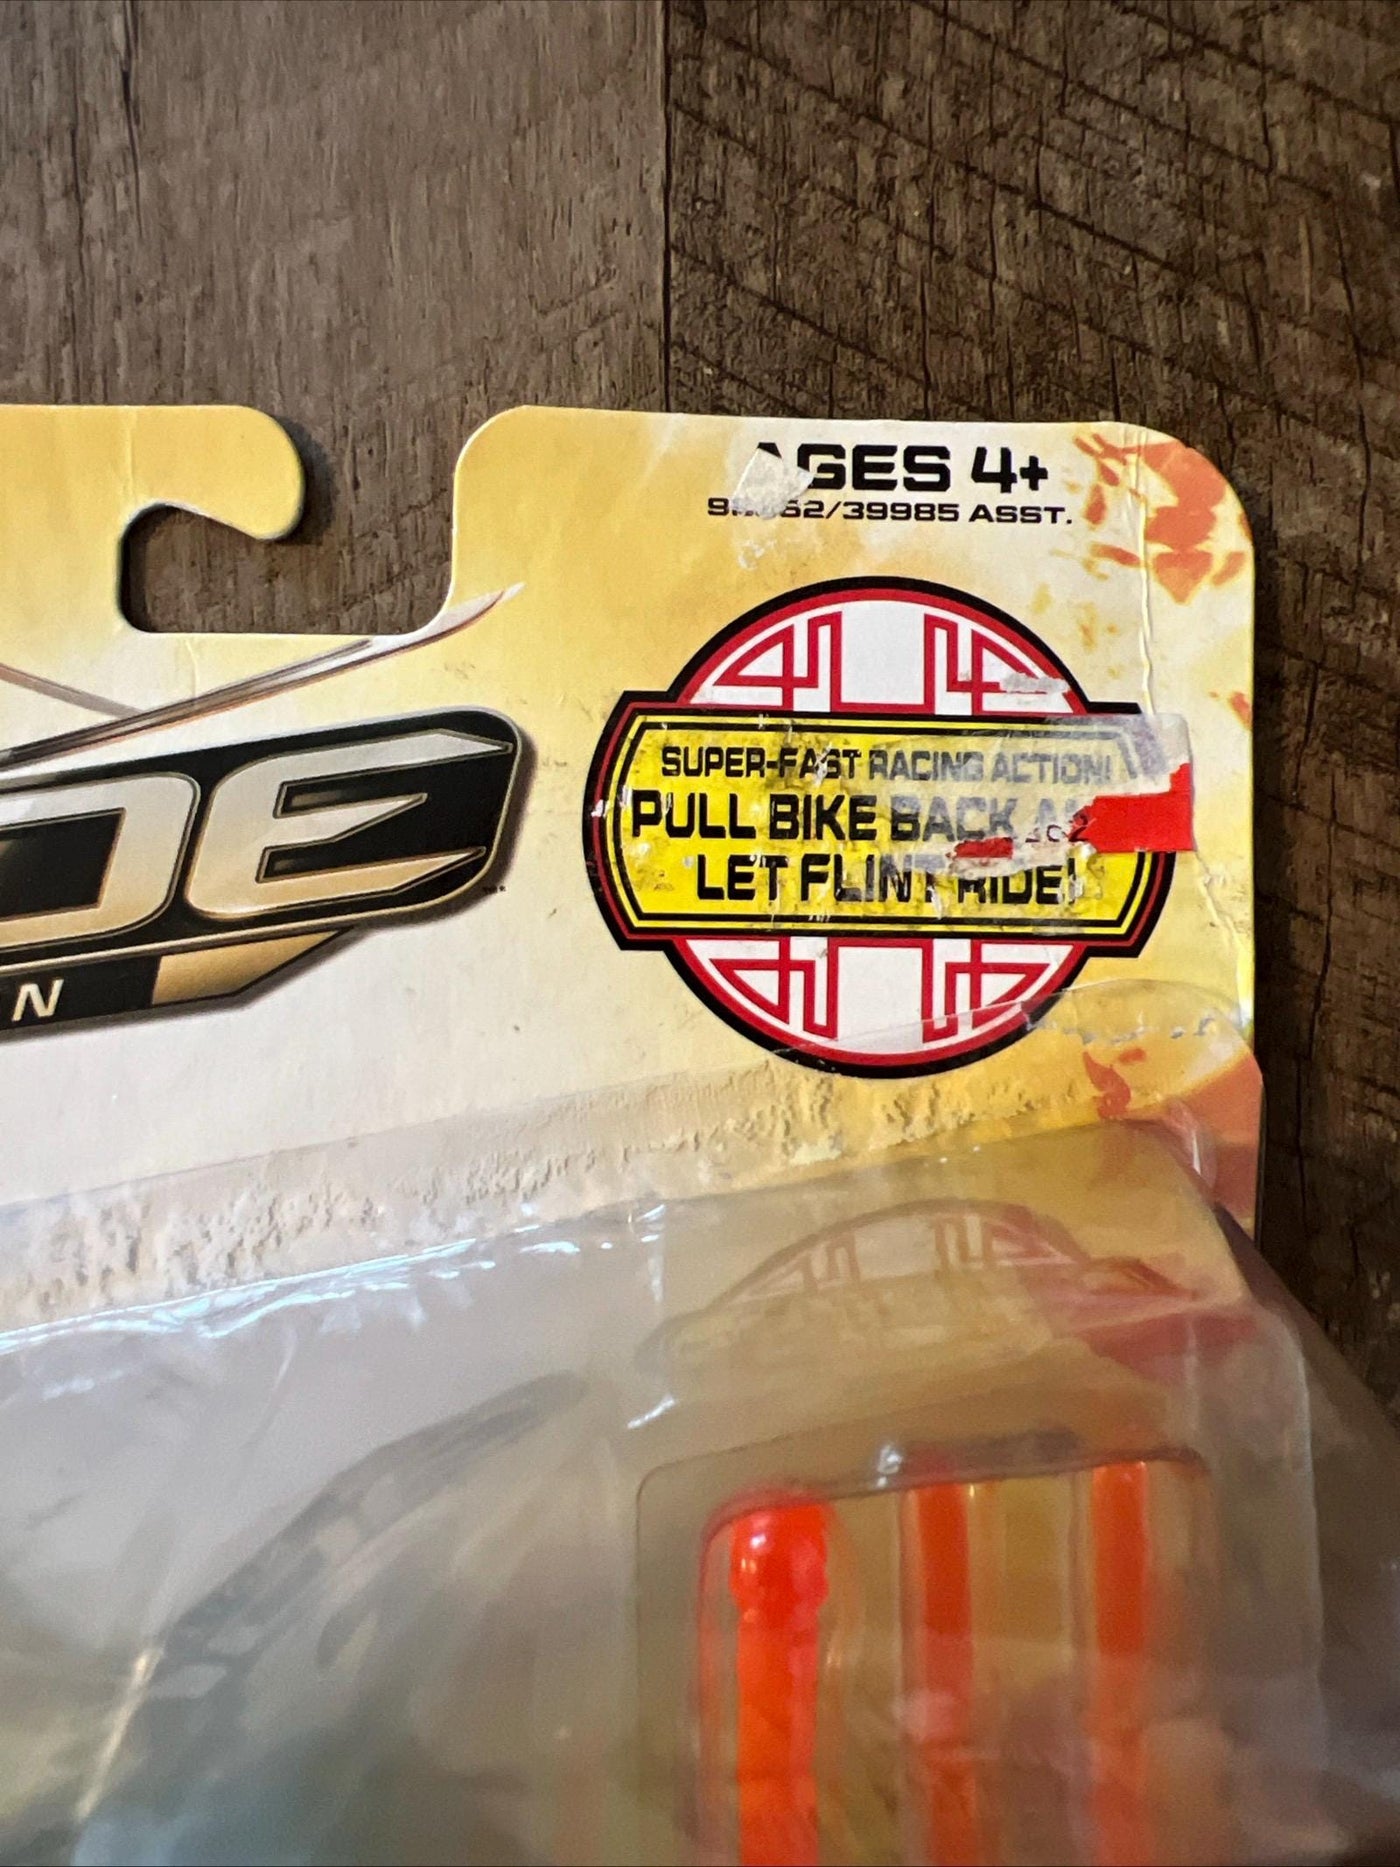 AGES 4+
/39985 ASST.
SUPER-FAST RACING ACTION!
PULL BIKE BACK
LET FLINT RIDE!